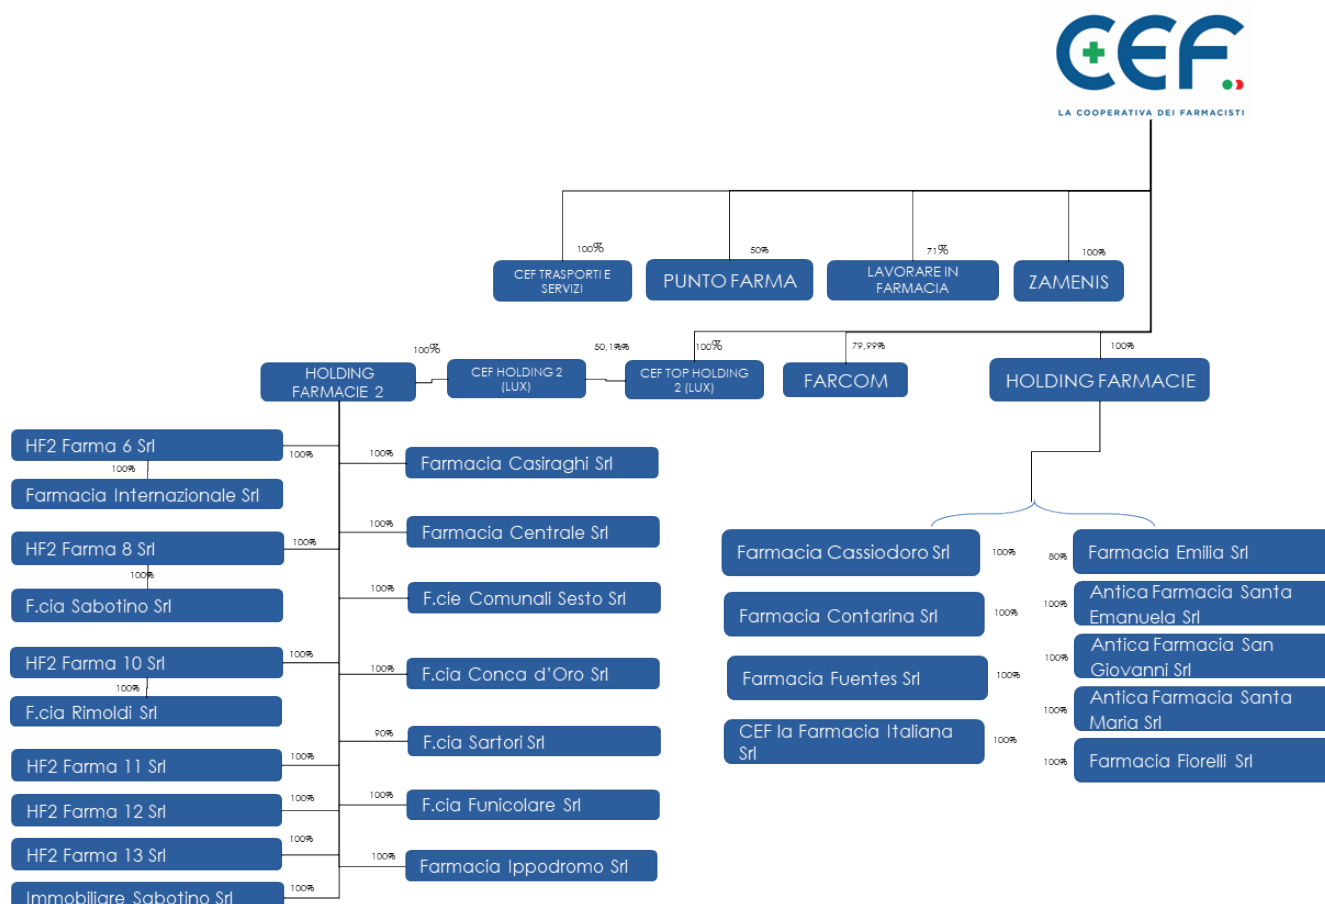 CEF
LA COOPERATIVA DEI FARMACISTI
100%
50%
71%
100%
CEF TRASPORTI E
SERVIZI
PUNTO FARMA
LAVORARE IN
FARMACIA
ZAMENIS
100%
50,1%%
100%
79,99%
100%
HOLDING
FARMACIE 2
CEF HOLDING 2
(LUX)
CEF TOP HOLDING
2 (LUX)
FARCOM
HOLDING FARMACIE
HF2 Farma 6 Srl
100%
100%
Farmacia Internazionale Srl
HF2 Farma 8 Srl
100%
100%
F.cia Sabotino Srl
HF2 Farma 10 Srl
100%
100%
F.cia Rimoldi Srl
HF2 Farma 11 Srl
100%
HF2 Farma 12 Srl
100%
HF2 Farma 13 Srl
100%
Immobiliare Sabotino Srl
100%
100%
Farmacia Casiraghi Srl
100%
Farmacia Centrale Srl
100%
F.cie Comunali Sesto Srl
100%
F.cia Conca d’Oro Srl
90%
F.cia Sartori Srl
100%
F.cia Funicolare Srl
100%
Farmacia Ippodromo Srl
Farmacia Cassiodoro Srl
100%
Farmacia Contarina Srl
100%
Farmacia Fuentes Srl
100%
CEF la Farmacia Italiana
Srl
100%
80%
Farmacia Emilia Srl
100%
Antica Farmacia Santa
Emanuela Srl
100%
Antica Farmacia San
Giovanni Srl
100%
Antica Farmacia Santa
Maria Srl
100%
Farmacia Fiorelli Srl